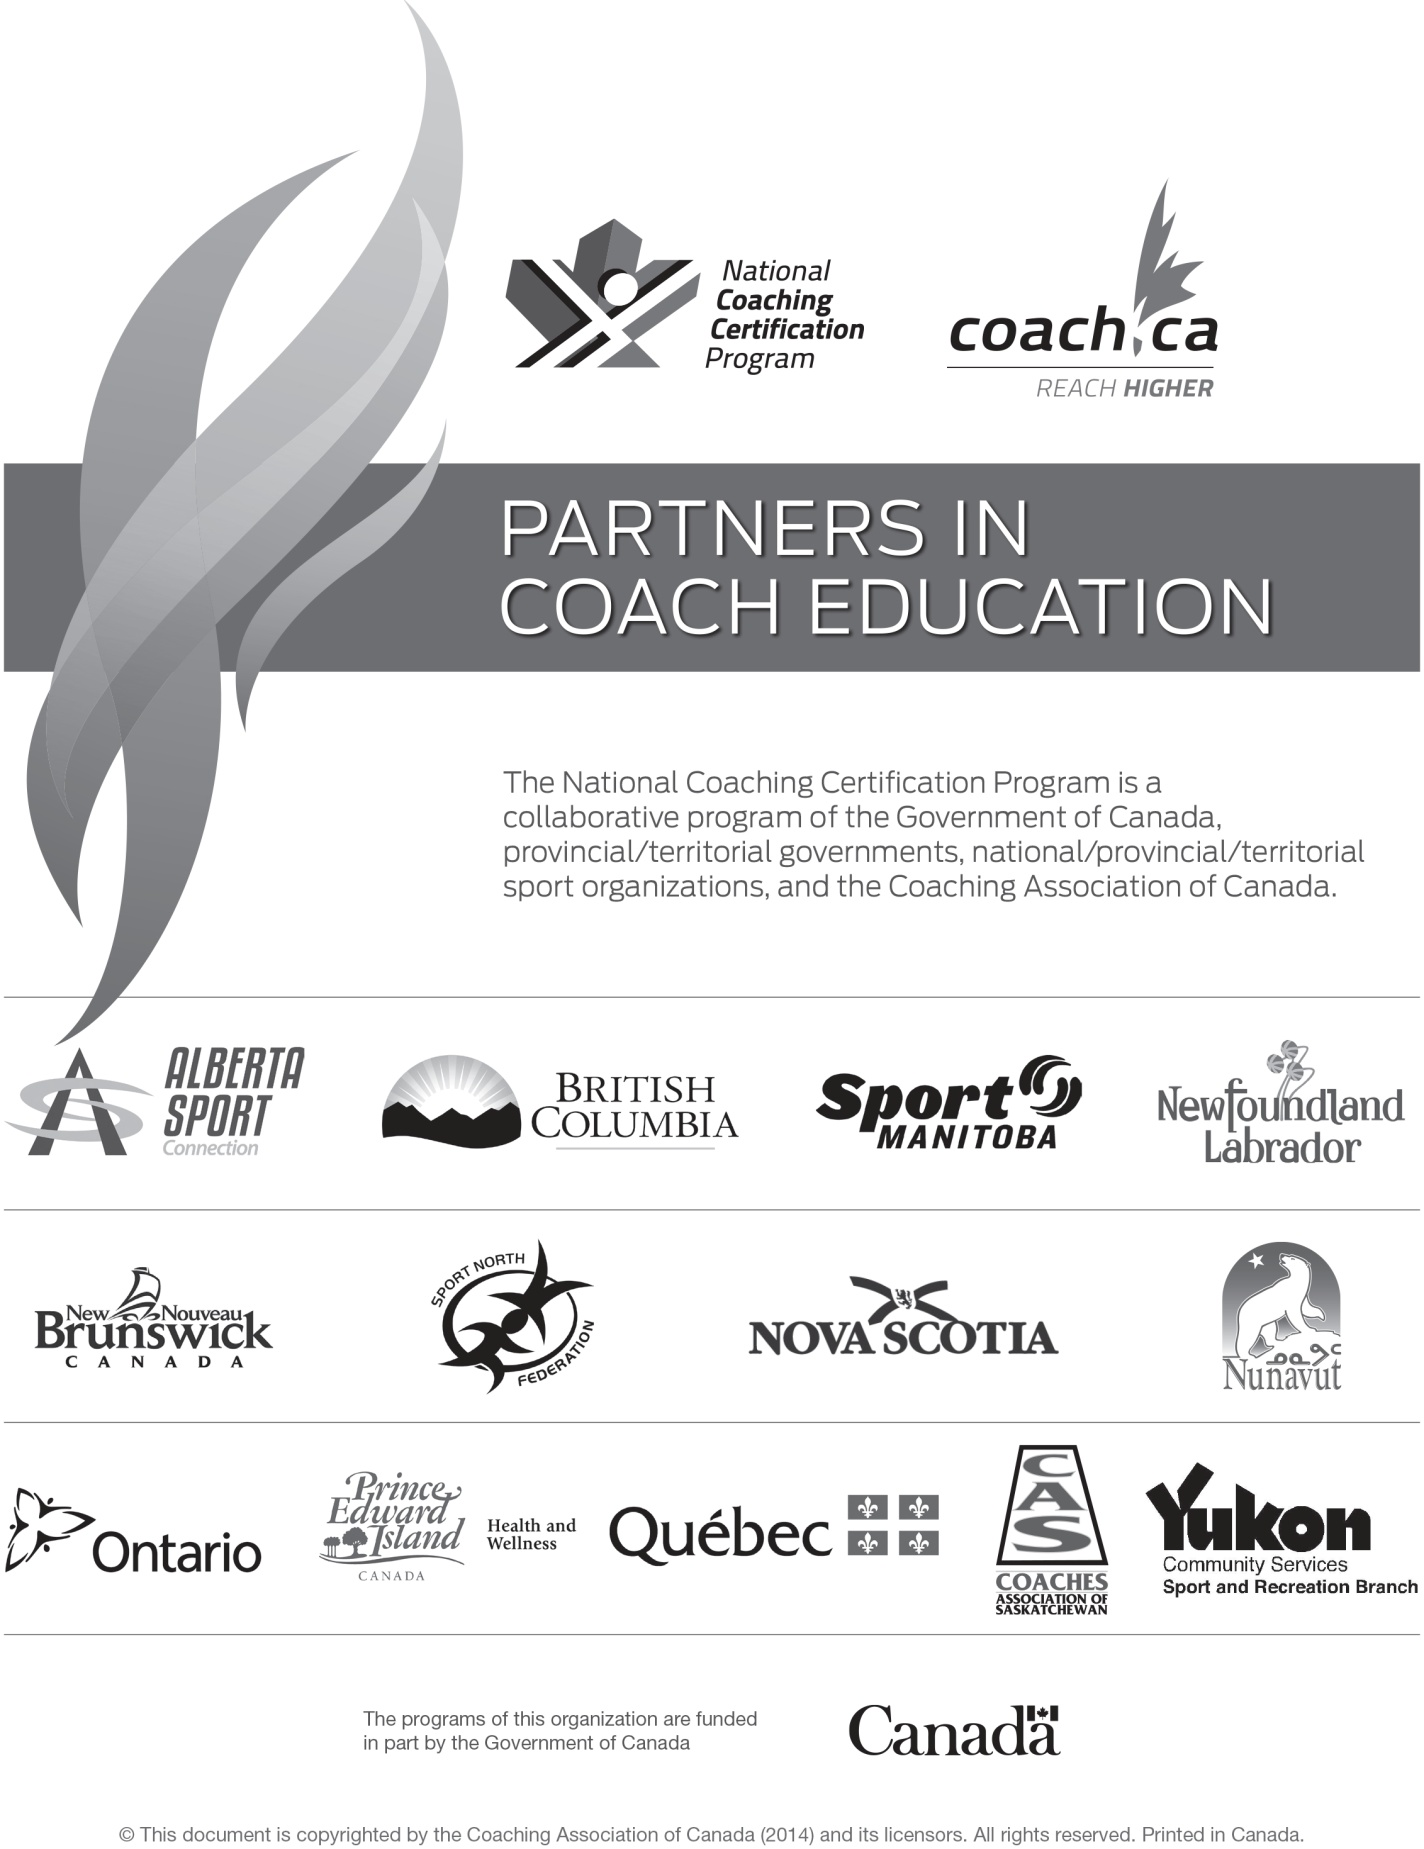 National
Coaching
Certification
Program
coach.ca
REACH HIGHER
PARTNERS IN
COACH EDUCATION
The National Coaching Certification Program is a
collaborative program of the Government of Canada,
provincial/territorial governments, national/provincial/territorial
sport organizations, and the Coaching Association of Canada.
ALBERTA
SPORT
Connection
BRITISH
COLUMBIA
Sport
MANITOBA
Newfoundland
Labrador
New Nouveau
Brunswick
CANADA
SPORT NORTH
FEDERATION
NOVA SCOTIA
ᓄᓇᕗᑦ
Nunavut
Ontario
Prince
Edward
Island
CANADA
Health and
Wellness
Québec
CAS
COACHES
ASSOCIATION OF
SASKATCHEWAN
Yukon
Community Services
Sport and Recreation Branch
The programs of this organization are funded
in part by the Government of Canada
Canada
© This document is copyrighted by the Coaching Association of Canada (2014) and its licensors. All rights reserved. Printed in Canada.